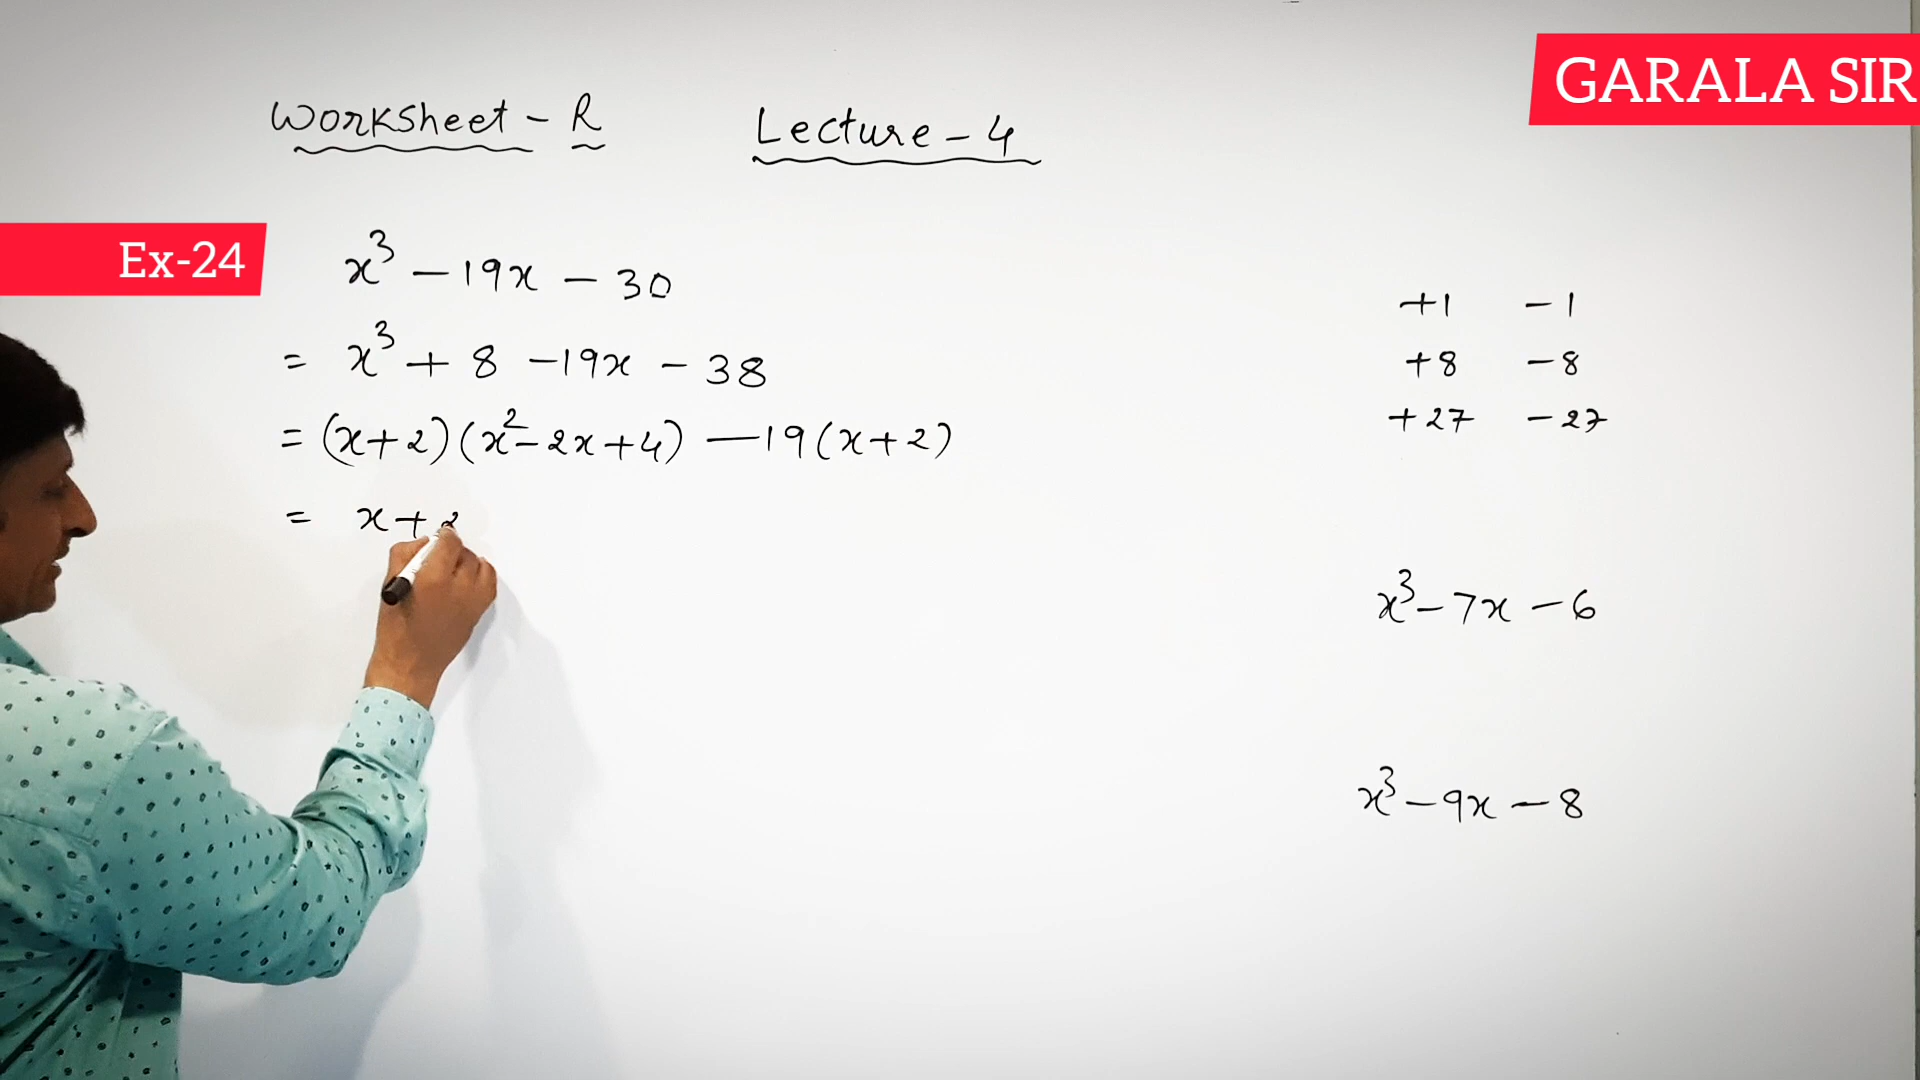 GARALA SIR
Worksheet - R Lecture - 4
Ex-24
x³ - 19x - 30
= x³ + 8 - 19x - 38
= (x+2)(x²-2x+4) - 19(x+2)
= x+2
+1 -1
+8 -8
+27 -27
x³ - 7x - 6
x³ - 9x - 8